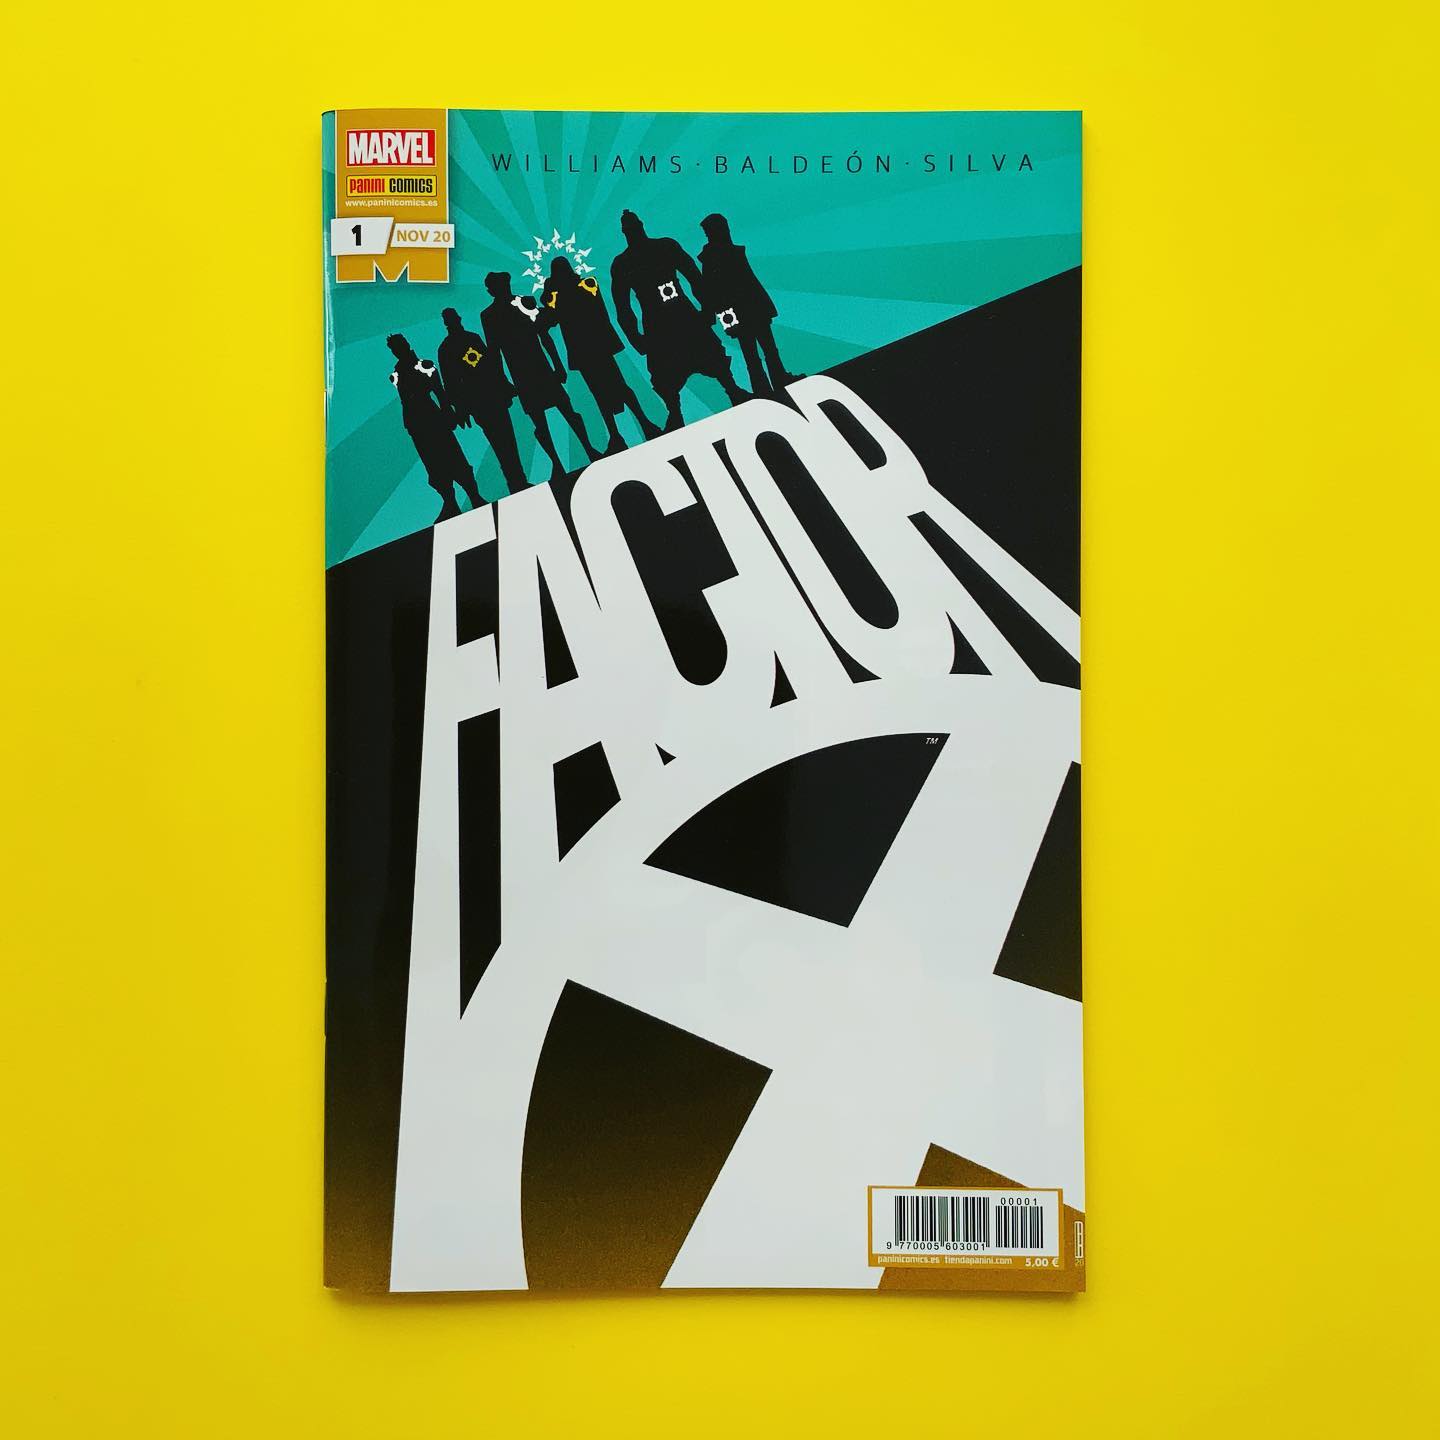 MARVEL
PANINI COMICS
www.paninicomics.es
1 NOV 20
WILLIAMS · BALDEÓN · SILVA
FACTOR
X
TM
00001
9 770005 603001
paninicomics.es tiendapanini.com 5,00 €